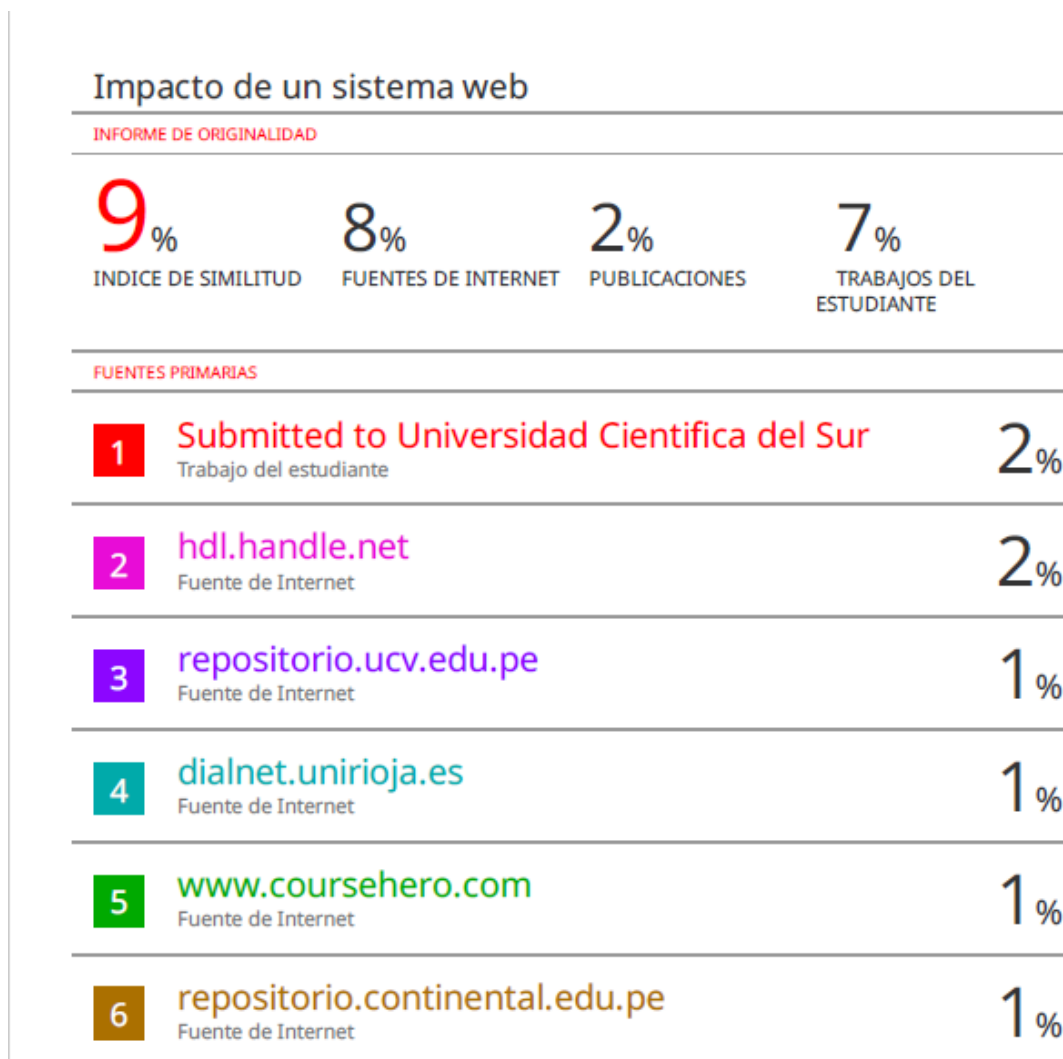 Impacto de un sistema web
INFORME DE ORIGINALIDAD
9% 8% 2% 7%
INDICE DE SIMILITUD FUENTES DE INTERNET PUBLICACIONES TRABAJOS DEL
ESTUDIANTE
FUENTES PRIMARIAS
1 Submitted to Universidad Cientifica del Sur 2%
Trabajo del estudiante
2 hdl.handle.net 2%
Fuente de Internet
3 repositorio.ucv.edu.pe 1%
Fuente de Internet
4 dialnet.unirioja.es 1%
Fuente de Internet
5 www.coursehero.com 1%
Fuente de Internet
6 repositorio.continental.edu.pe 1%
Fuente de Internet